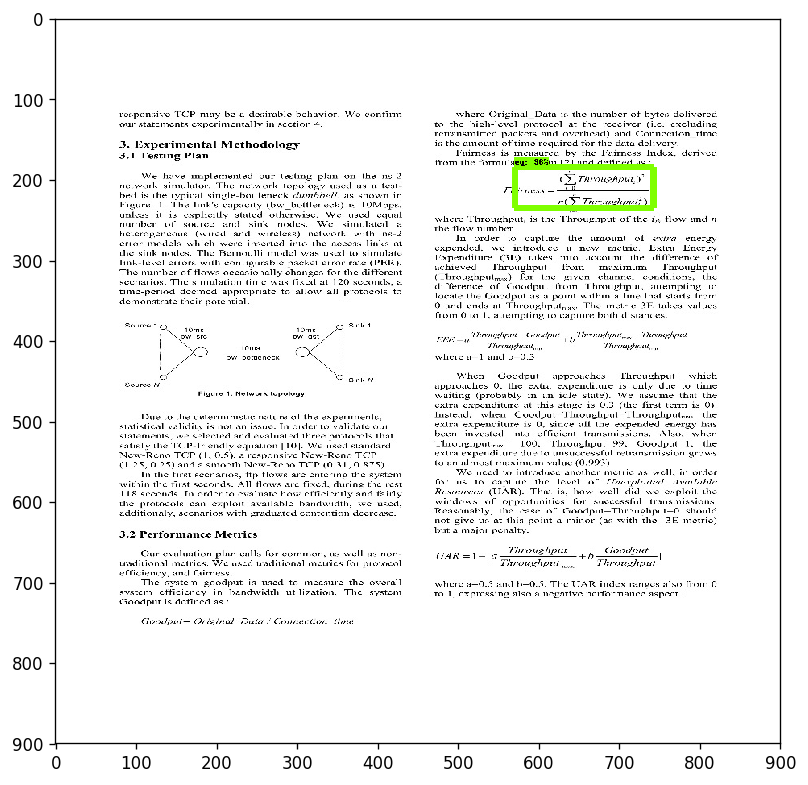 responsive TCP may be a desirable behavior. We confirm
our statements experimentally in section 4.
3. Experimental Methodology
3.1 Testing Plan
We have implemented our testing plan on the ns-2
network simulator. The network topology used as a test-
bed is the typical single-bottleneck dumbbell, as shown in
Figure 1. The link's capacity (bw_bottleneck) is 10Mbps,
unless it is explicitly stated otherwise. We used equal
number of source and sink nodes. We simulated a
heterogeneous (wired and wireless) network with ns-2
error models which were inserted into the access links at
the sink nodes. The Bernoulli model was used to simulate
link-level errors with configurable packet error rate (PER).
The number of flows occasionally changes for the different
scenarios. The simulation time was fixed at 120 seconds, a
time-period deemed appropriate to allow all protocols to
demonstrate their potential.
Source 1
Sink 1
10ms
10ms
bw_src
10ms
bw_dst
bw_bottleneck
Source N
Sink N
Figure 1. Network topology
Due to the deterministic nature of the experiments,
statistical validity is not an issue. In order to validate our
statements, we selected and evaluated three protocols that
satisfy the TCP-friendly equation [10]. We used standard
New-Reno TCP (1, 0.5), a responsive New-Reno TCP
(1.25, 0.25) and a smooth New-Reno TCP (0.31, 0.875).
In the first scenarios, ftp flows are entering the system
within the first seconds. All flows are fixed, during the rest
118 seconds. In order to evaluate how efficiently and fairly
the protocols can exploit available bandwidth, we used,
additionally, scenarios with graduated contention decrease.
3.2 Performance Metrics
Our evaluation plan calls for common, as well as non-
traditional metrics. We used traditional metrics for protocol
efficiency, and fairness.
The system goodput is used to measure the overall
system efficiency in bandwidth utilization. The system
Goodput is defined as:
Goodput = Original_Data / Connection_time
where Original_Data is the number of bytes delivered
to the high-level protocol at the receiver (i.e. excluding
retransmitted packets and overhead) and Connection time
is the amount of time required for the data delivery.
Fairness is measured by the Fairness Index, derived
from the formula in [2] and defined as:
eq: 96%
Fairness = (∑ Throughput_i)² / n(∑ Throughput_i²)
where Throughput_i is the Throughput of the i_th flow and n
the flow number.
In order to capture the amount of extra energy
expended, we introduce a new metric. Extra Energy
Expenditure (3E) takes into account the difference of
achieved Throughput from maximum Throughput
(Throughput_max) for the given channel conditions, the
difference of Goodput from Throughput, attempting to
locate the Goodput as a point within a line that starts from
0 and ends at Throughput_max. The metric 3E takes values
from 0 to 1, attempting to capture both distances.
EEE = a (Throughput − Goodput) / Throughput_max + b (Throughput_max − Throughput) / Throughput_max
where a=1 and b=0.3
When Goodput approaches Throughput which
approaches 0, the extra expenditure is only due to time
waiting (probably in an idle state). We assume that the
extra expenditure at this stage is 0.3 (the first term is 0).
Instead, when Goodput=Throughput=Throughput_max the
extra expenditure is 0, since all the expended energy has
been invested into efficient transmissions. Also, when
Throughput_max = 100, Throughput=99, Goodput=1, the
extra expenditure due to unsuccessful retransmission grows
to an almost maximum value (0.993).
We need to introduce another metric as well, in order
for us to capture the level of Unexploited Available
Resources (UAR). That is, how well did we exploit the
windows of opportunities for successful transmissions.
Reasonably, the case of Goodput=Throughput=0 should
not give us at this point a minor (as with the 3E metric)
but a major penalty.
UAR = 1 − [a Throughput / Throughput_max + b Goodput / Throughput]
where a=0.5 and b=0.5. The UAR index ranges also from 0
to 1, expressing also a negative performance aspect.